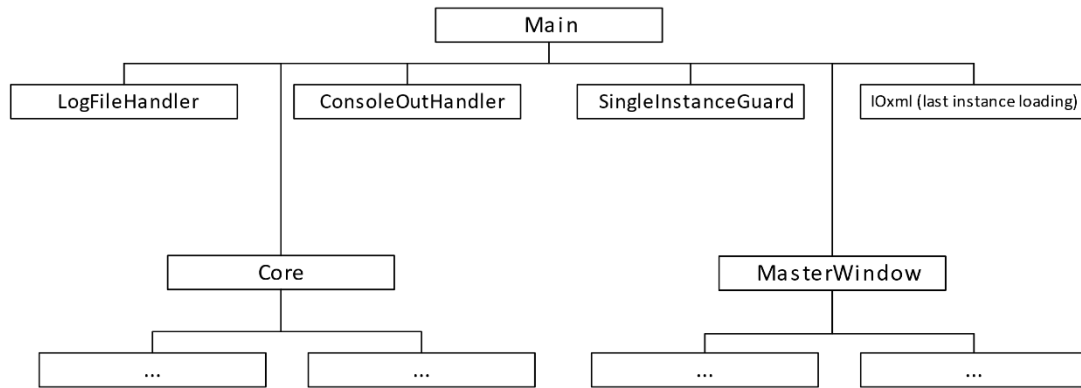 Main
LogFileHandler
ConsoleOutHandler
SingleInstanceGuard
IOxml (last instance loading)
Core
MasterWindow
...
...
...
...